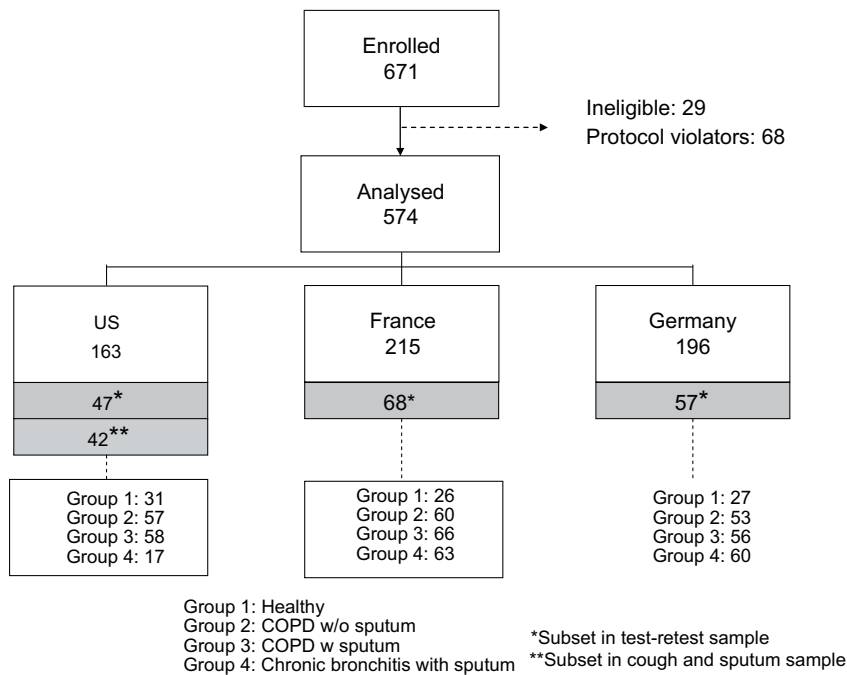 Enrolled
671
Ineligible: 29
Protocol violators: 68
Analysed
574
US
163
47*
42**
France
215
68*
Germany
196
57*
Group 1: 31
Group 2: 57
Group 3: 58
Group 4: 17
Group 1: 26
Group 2: 60
Group 3: 66
Group 4: 63
Group 1: 27
Group 2: 53
Group 3: 56
Group 4: 60
Group 1: Healthy
Group 2: COPD w/o sputum
Group 3: COPD w sputum
Group 4: Chronic bronchitis with sputum
*Subset in test-retest sample
**Subset in cough and sputum sample